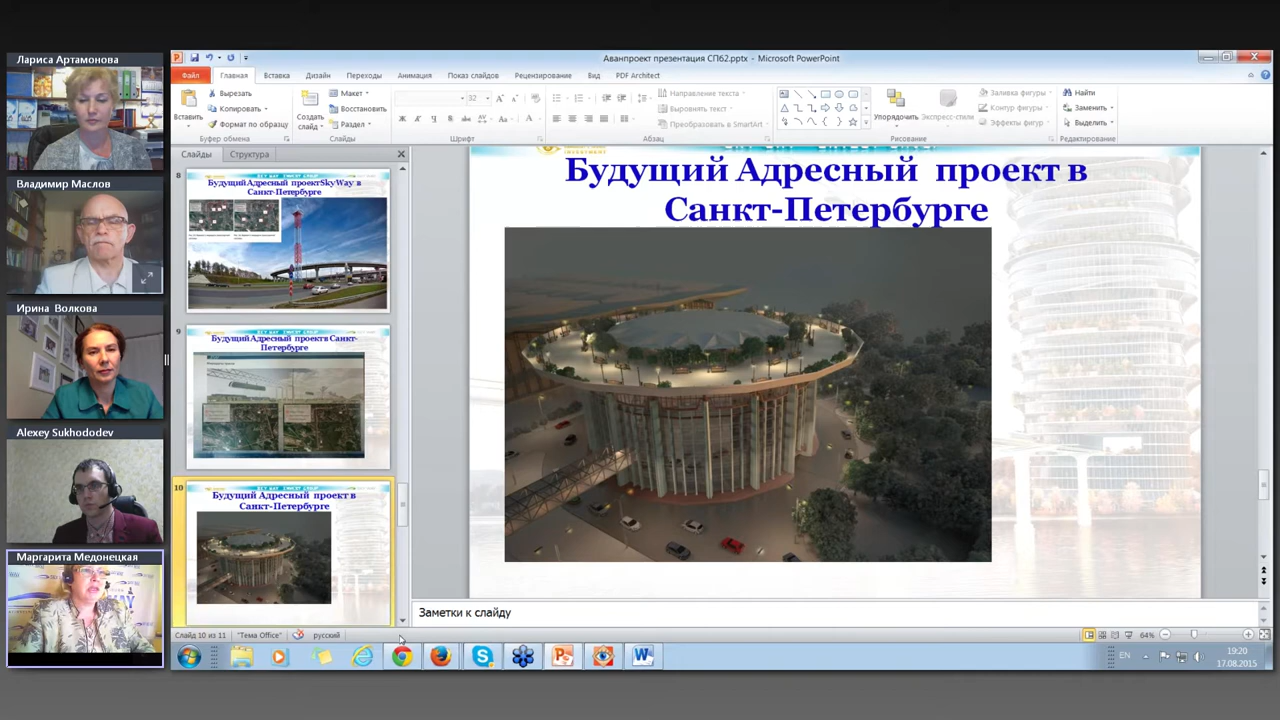 Лариса Артамонова
Владимир Маслов
Ирина Волкова
Alexey Sukhododev
Маргарита Медонецкая
Аванпроект презентация СПб2.pptx - Microsoft PowerPoint
Файл Главная Вставка Дизайн Переходы Анимация Показ слайдов Рецензирование Вид PDF Architect
Вставить
Вырезать
Копировать
Формат по образцу
Буфер обмена
Создать слайд
Макет
Восстановить
Раздел
Слайды
32
Шрифт
Направление текста
Выровнять текст
Преобразовать в SmartArt
Абзац
Упорядочить
Экспресс-стили
Заливка фигуры
Контур фигуры
Эффекты фигур
Рисование
Найти
Заменить
Выделить
Редактирование
Слайды Структура
8
Будущий Адресный проект SkyWay в
Санкт-Петербурге
9
Будущий Адресный проект в Санкт-
Петербурге
10
Будущий Адресный проект в
Санкт-Петербурге
Будущий Адресный проект в
Санкт-Петербурге
Заметки к слайду
Слайд 10 из 11 "Тема Office" русский
64%
EN
19:20
17.08.2015